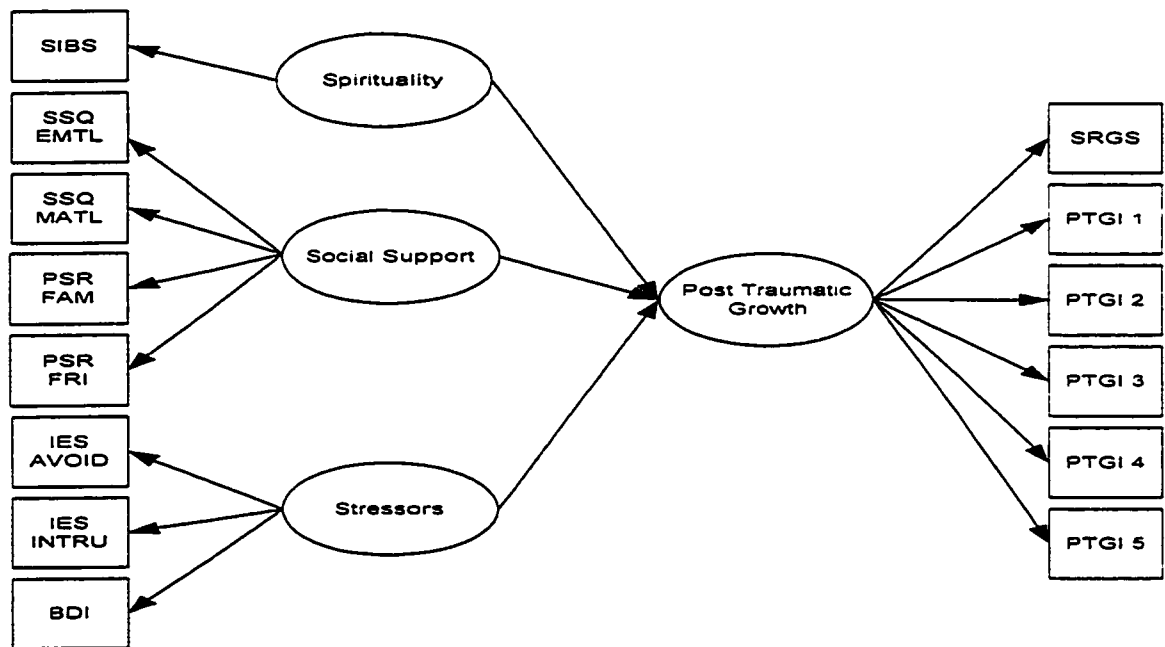 SIBS
SSQ
EMTL
SSQ
MATL
PSR
FAM
PSR
FRI
IES
AVOID
IES
INTRU
BDI
Spirituality
Social Support
Stressors
Post Traumatic
Growth
SRGS
PTGI 1
PTGI 2
PTGI 3
PTGI 4
PTGI 5